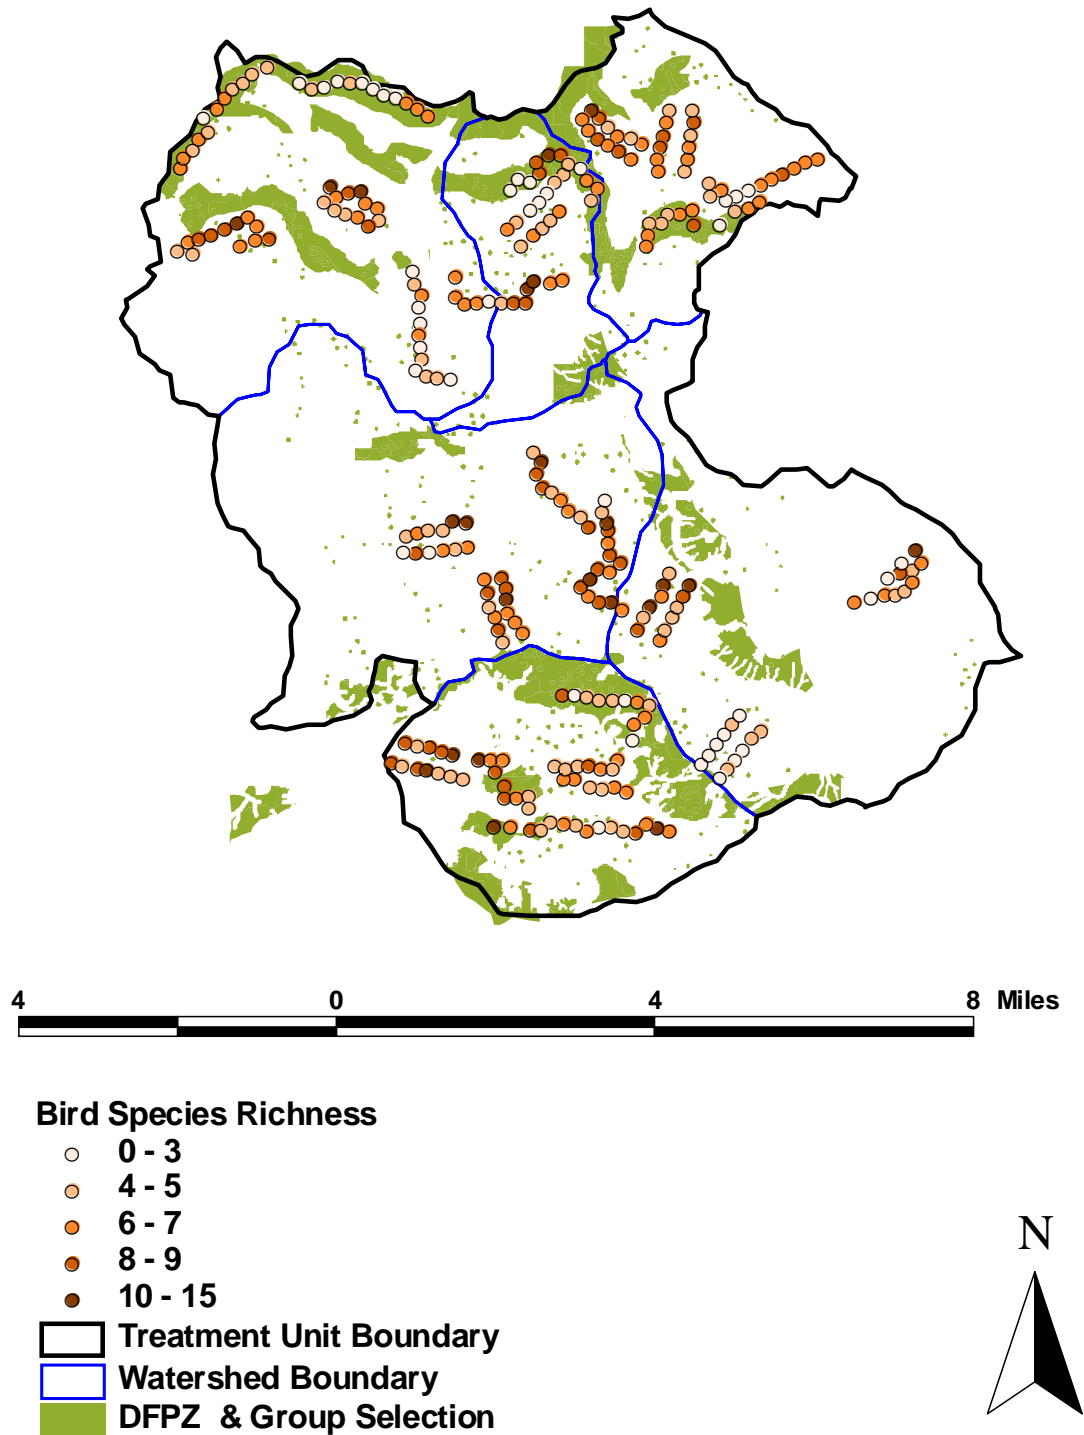 4 0 4 8 Miles
Bird Species Richness
0 - 3
4 - 5
6 - 7
8 - 9
10 - 15
N
Treatment Unit Boundary
Watershed Boundary
DFPZ & Group Selection